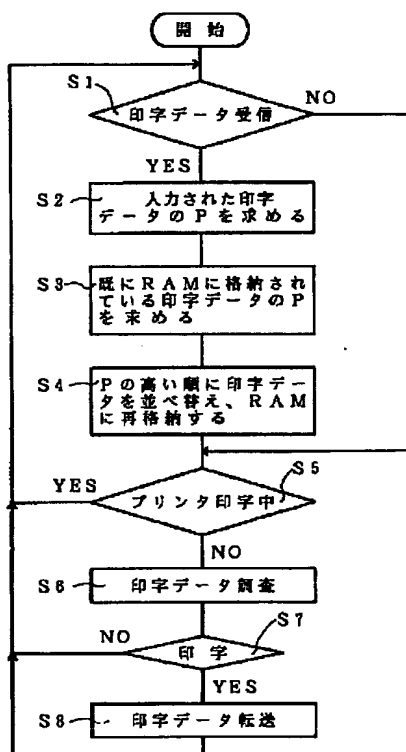 開始
S1
印字データ受信
NO
YES
S2
入力された印字
データのPを求める
S3
既にRAMに格納され
ている印字データのP
を求める
S4
Pの高い順に印字デー
タを並べ替え、RAM
に再格納する
S5
YES
プリンタ印字中
NO
S6
印字データ調査
S7
NO
印字
YES
S8
印字データ転送